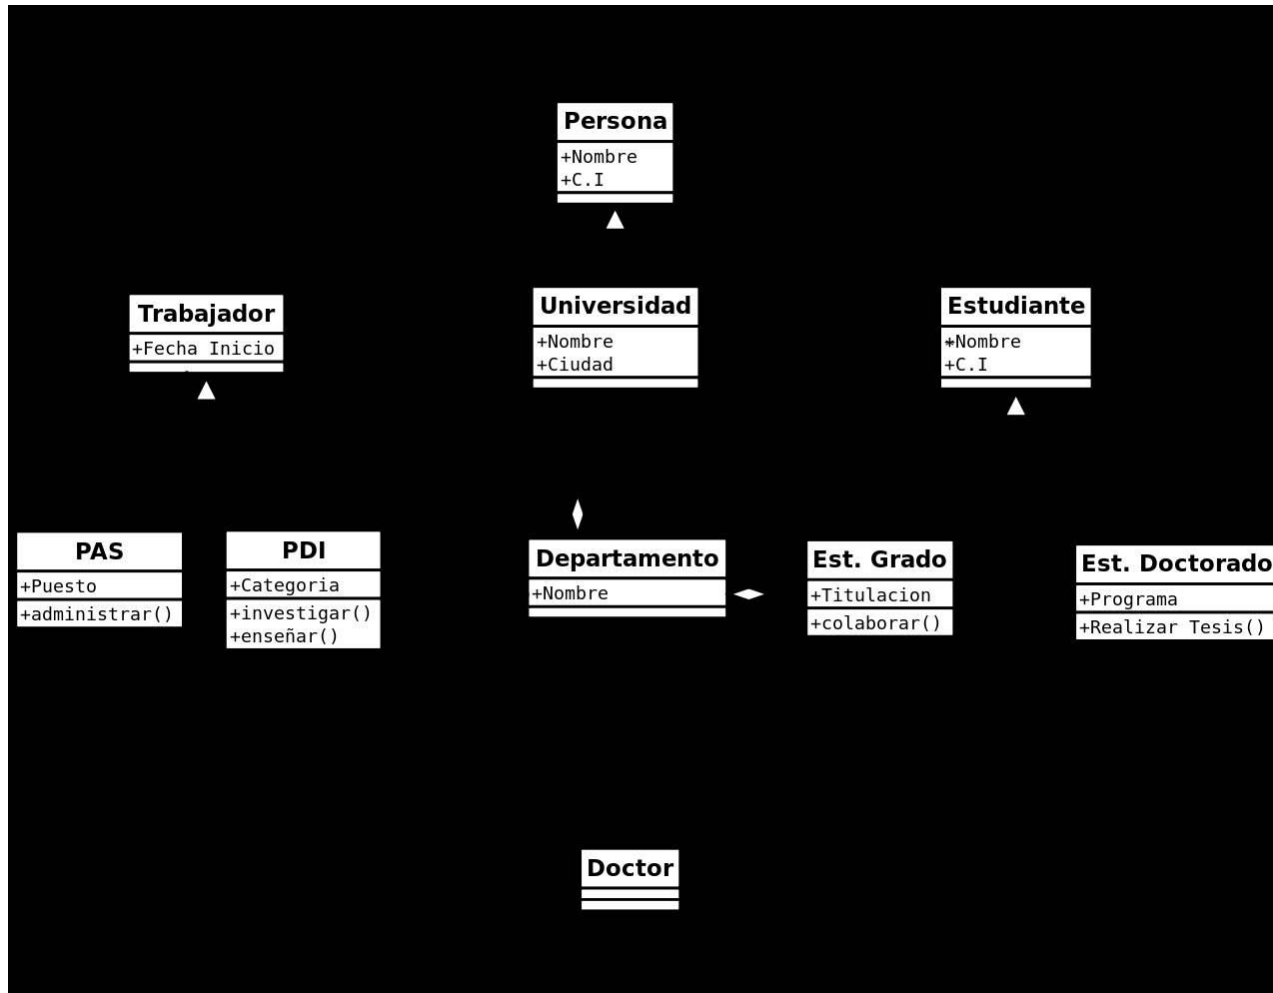 Persona
+Nombre
+C.I
Trabajador
+Fecha Inicio
Universidad
+Nombre
+Ciudad
Estudiante
+Nombre
+C.I
PAS
+Puesto
+administrar()
PDI
+Categoria
+investigar()
+enseñar()
Departamento
+Nombre
Est. Grado
+Titulacion
+colaborar()
Est. Doctorado
+Programa
+Realizar Tesis()
Doctor